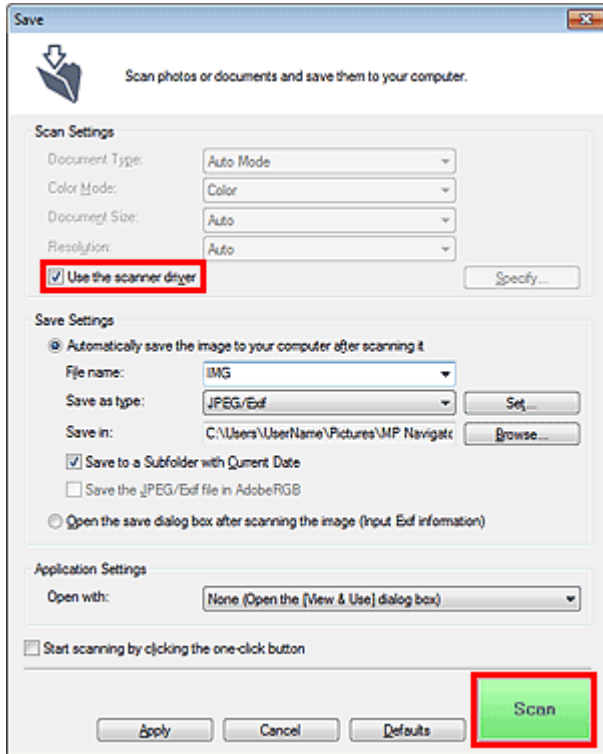 Save
Scan photos or documents and save them to your computer.
Scan Settings
Document Type: Auto Mode
Color Mode: Color
Document Size: Auto
Resolution: Auto
Use the scanner driver Specify...
Save Settings
Automatically save the image to your computer after scanning it
File name: IMG
Save as type: JPEG/Exif Set...
Save in: C:\Users\UserName\Pictures\MP Navigato Browse...
Save to a Subfolder with Current Date
Save the JPEG/Exif file in AdobeRGB
Open the save dialog box after scanning the image (Input Exif information)
Application Settings
Open with: None (Open the [View & Use] dialog box)
Start scanning by clicking the one-click button
Scan
Apply Cancel Defaults